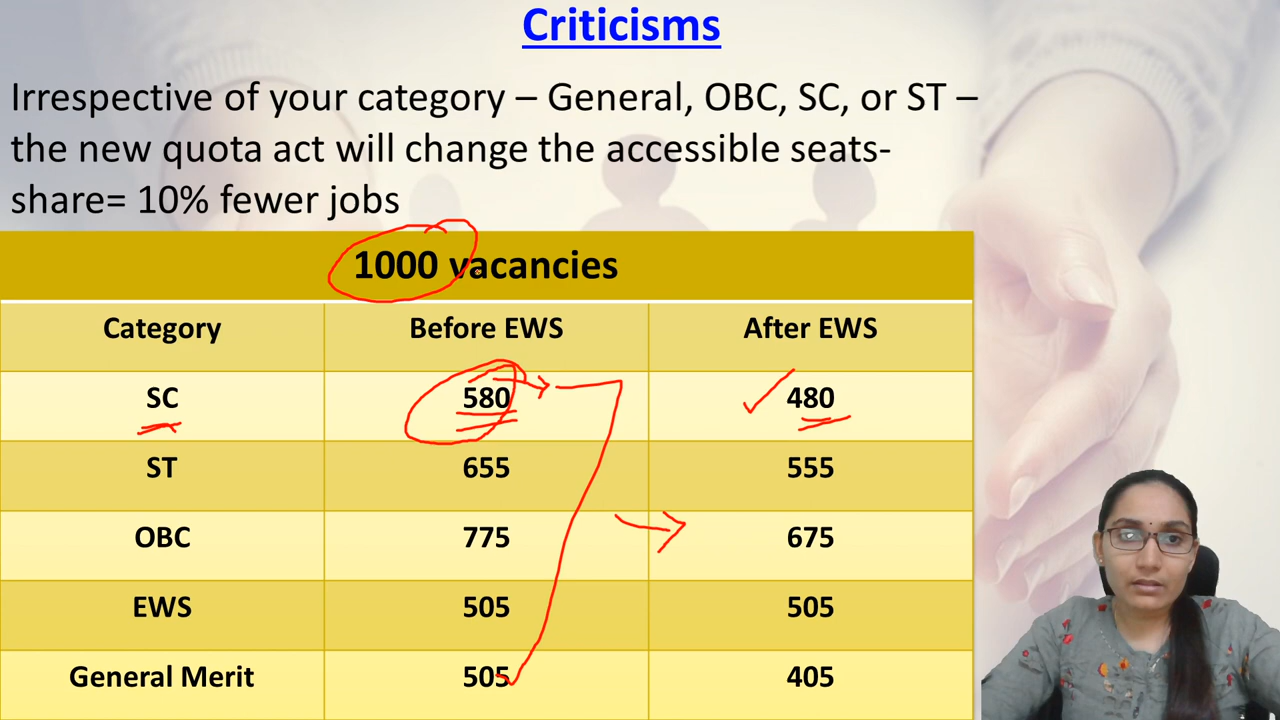 Criticisms
Irrespective of your category – General, OBC, SC, or ST –
the new quota act will change the accessible seats-
share= 10% fewer jobs
1000 vacancies
Category Before EWS After EWS
SC 580 480
ST 655 555
OBC 775 675
EWS 505 505
General Merit 505 405